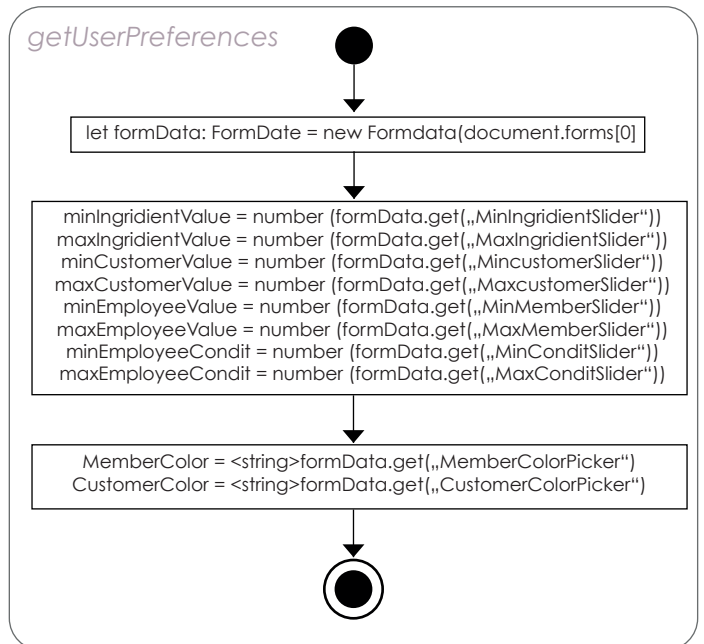 getUserPreferences
let formData: FormDate = new Formdata(document.forms[0]
minIngridientValue = number (formData.get(„MinIngridientSlider“))
maxIngridientValue = number (formData.get(„MaxIngridientSlider“))
minCustomerValue = number (formData.get(„MincustomerSlider“))
maxCustomerValue = number (formData.get(„MaxcustomerSlider“))
minEmployeeValue = number (formData.get(„MinMemberSlider“))
maxEmployeeValue = number (formData.get(„MaxMemberSlider“))
minEmployeeCondit = number (formData.get(„MinConditSlider“))
maxEmployeeCondit = number (formData.get(„MaxConditSlider“))
MemberColor = <string>formData.get(„MemberColorPicker“)
CustomerColor = <string>formData.get(„CustomerColorPicker“)